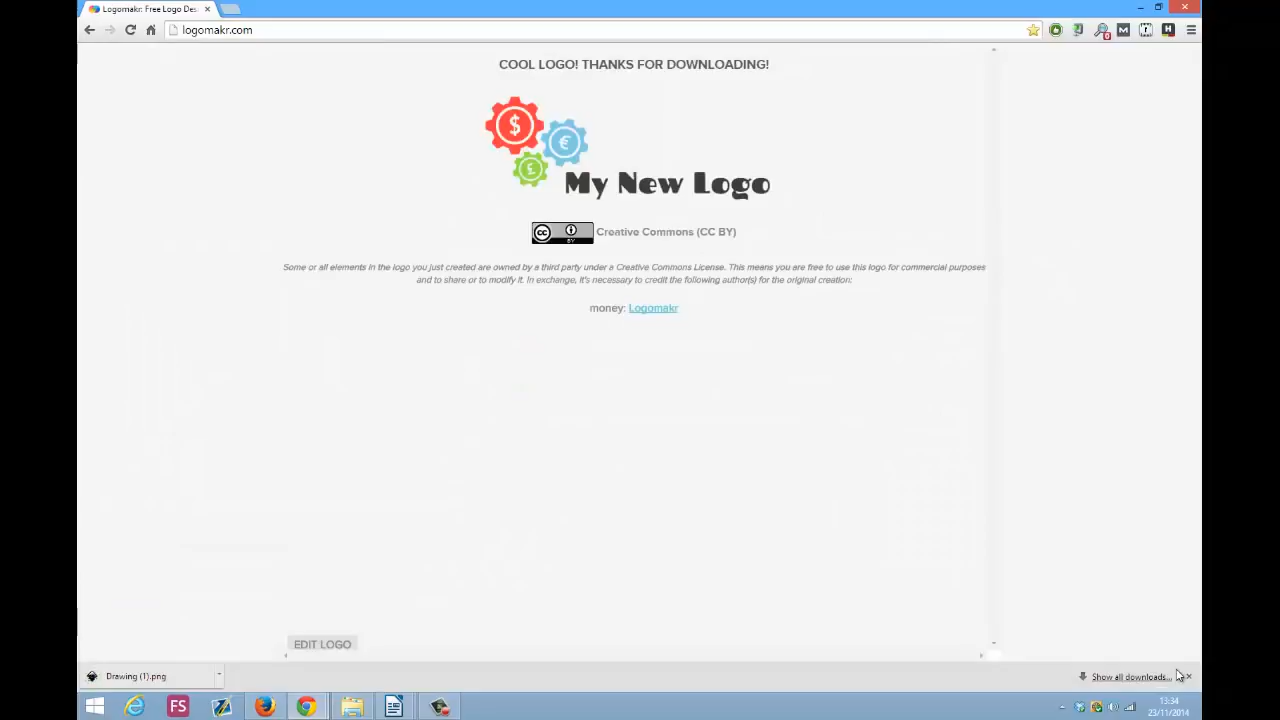 Logomakr: Free Logo Des
logomakr.com
COOL LOGO! THANKS FOR DOWNLOADING!
$
€
£
My New Logo
cc
BY
Creative Commons (CC BY)
Some or all elements in the logo you just created are owned by a third party under a Creative Commons License. This means you are free to use this logo for commercial purposes
and to share or to modify it. In exchange, it's necessary to credit the following author(s) for the original creation:
money: Logomakr
EDIT LOGO
Drawing (1).png
Show all downloads...
FS
13:34
23/11/2014